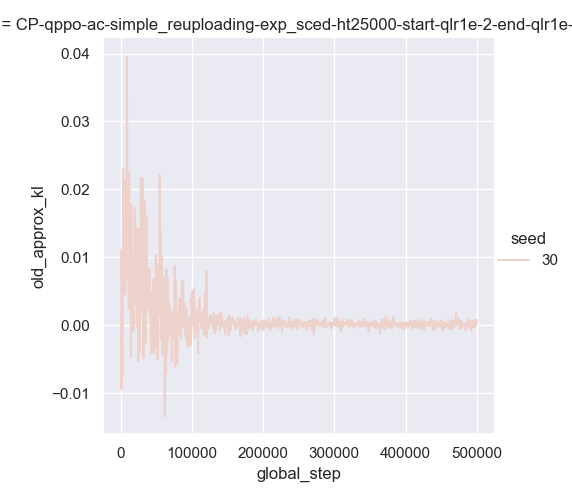 = CP-qppo-ac-simple_reuploading-exp_sced-ht25000-start-qlr1e-2-end-qlr1e-
0.04
0.03
0.02
0.01
0.00
−0.01
old_approx_kl
0 100000 200000 300000 400000 500000
global_step
seed
30